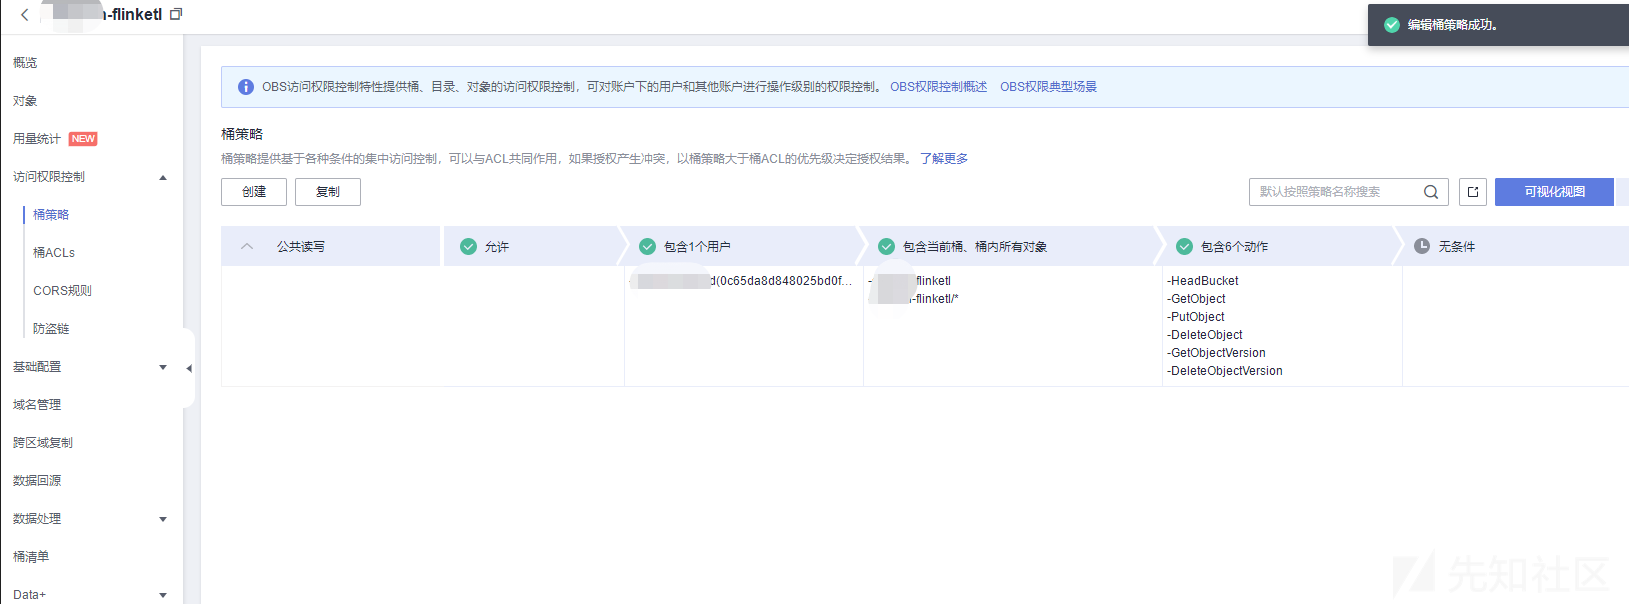 -flinketl
编辑桶策略成功。
概览
对象
用量统计 NEW
访问权限控制
桶策略
桶ACLs
CORS规则
防盗链
基础配置
域名管理
跨区域复制
数据回源
数据处理
桶清单
Data+
OBS访问权限控制特性提供桶、目录、对象的访问权限控制，可对账户下的用户和其他账户进行操作级别的权限控制。 OBS权限控制概述 OBS权限典型场景
桶策略
桶策略提供基于各种条件的集中访问控制，可以与ACL共同作用，如果授权产生冲突，以桶策略大于桶ACL的优先级决定授权结果。 了解更多
创建 复制 默认按照策略名称搜索 可视化视图
公共读写 允许 包含1个用户 包含当前桶、桶内所有对象 包含6个动作 无条件
d(0c65da8d848025bd0f...
flinketl
-flinketl/*
-HeadBucket
-GetObject
-PutObject
-DeleteObject
-GetObjectVersion
-DeleteObjectVersion
先知社区